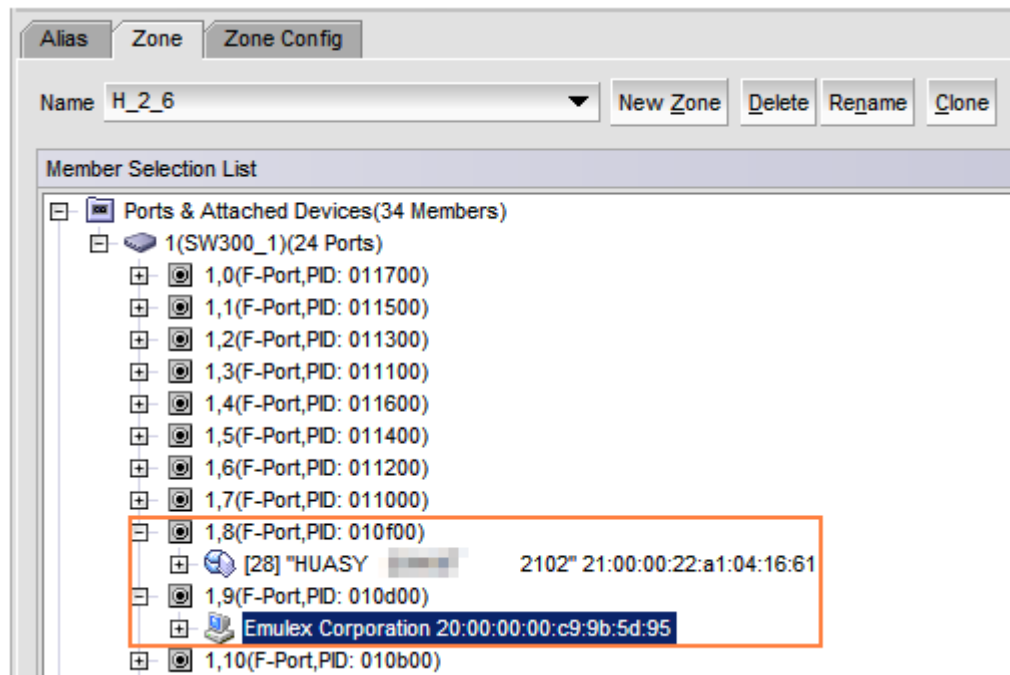 Alias Zone Zone Config
Name H_2_6 New Zone Delete Rename Clone
Member Selection List
Ports & Attached Devices(34 Members)
1(SW300_1)(24 Ports)
1,0(F-Port,PID: 011700)
1,1(F-Port,PID: 011500)
1,2(F-Port,PID: 011300)
1,3(F-Port,PID: 011100)
1,4(F-Port,PID: 011600)
1,5(F-Port,PID: 011400)
1,6(F-Port,PID: 011200)
1,7(F-Port,PID: 011000)
1,8(F-Port,PID: 010f00)
[28] "HUASY 2102" 21:00:00:22:a1:04:16:61
1,9(F-Port,PID: 010d00)
Emulex Corporation 20:00:00:00:c9:9b:5d:95
1,10(F-Port,PID: 010b00)